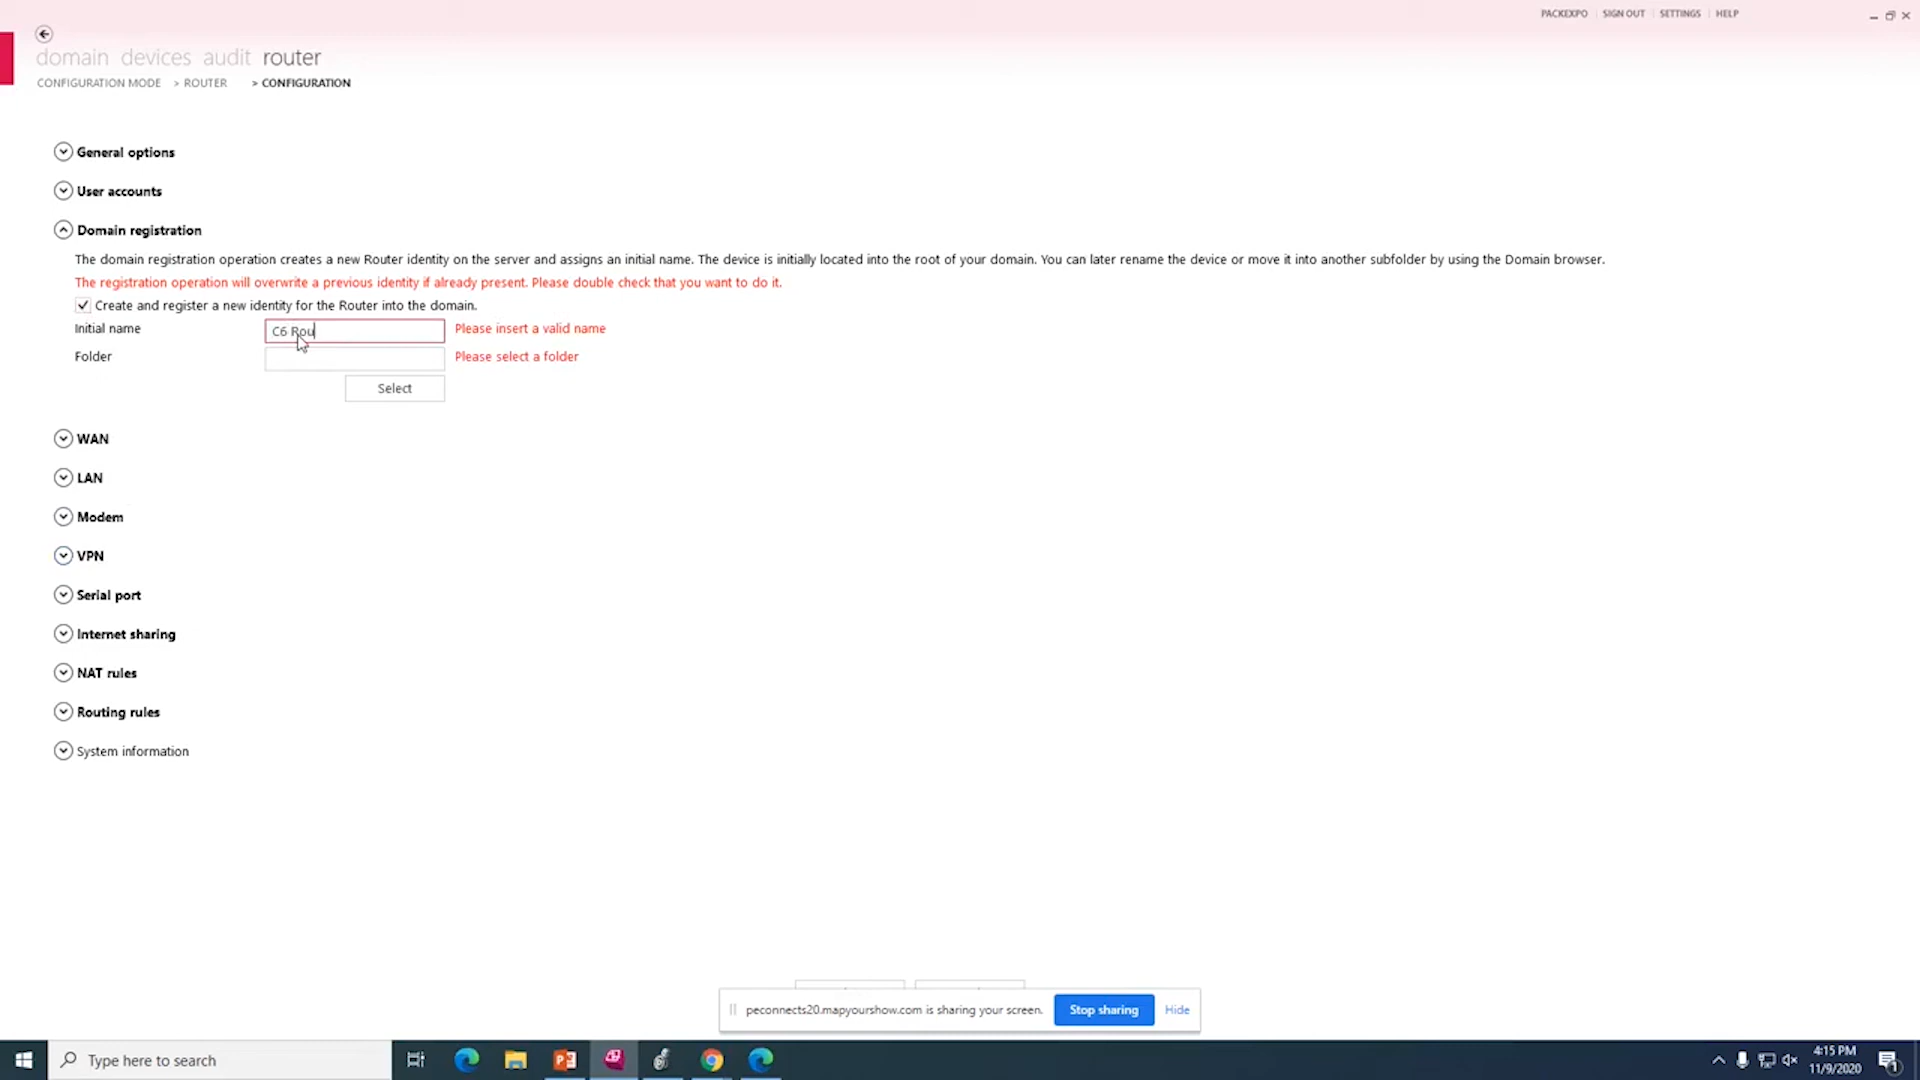 PACKEXPO | SIGN OUT | SETTINGS | HELP
domain devices audit router
CONFIGURATION MODE > ROUTER > CONFIGURATION
General options
User accounts
Domain registration
The domain registration operation creates a new Router identity on the server and assigns an initial name. The device is initially located into the root of your domain. You can later rename the device or move it into another subfolder by using the Domain browser.
The registration operation will overwrite a previous identity if already present. Please double check that you want to do it.
Create and register a new identity for the Router into the domain.
Initial name C6 Rou Please insert a valid name
Folder Please select a folder
Select
WAN
LAN
Modem
VPN
Serial port
Internet sharing
NAT rules
Routing rules
System information
peconnects20.mapyourshow.com is sharing your screen. Stop sharing Hide
Type here to search
4:15 PM
11/9/2020
1